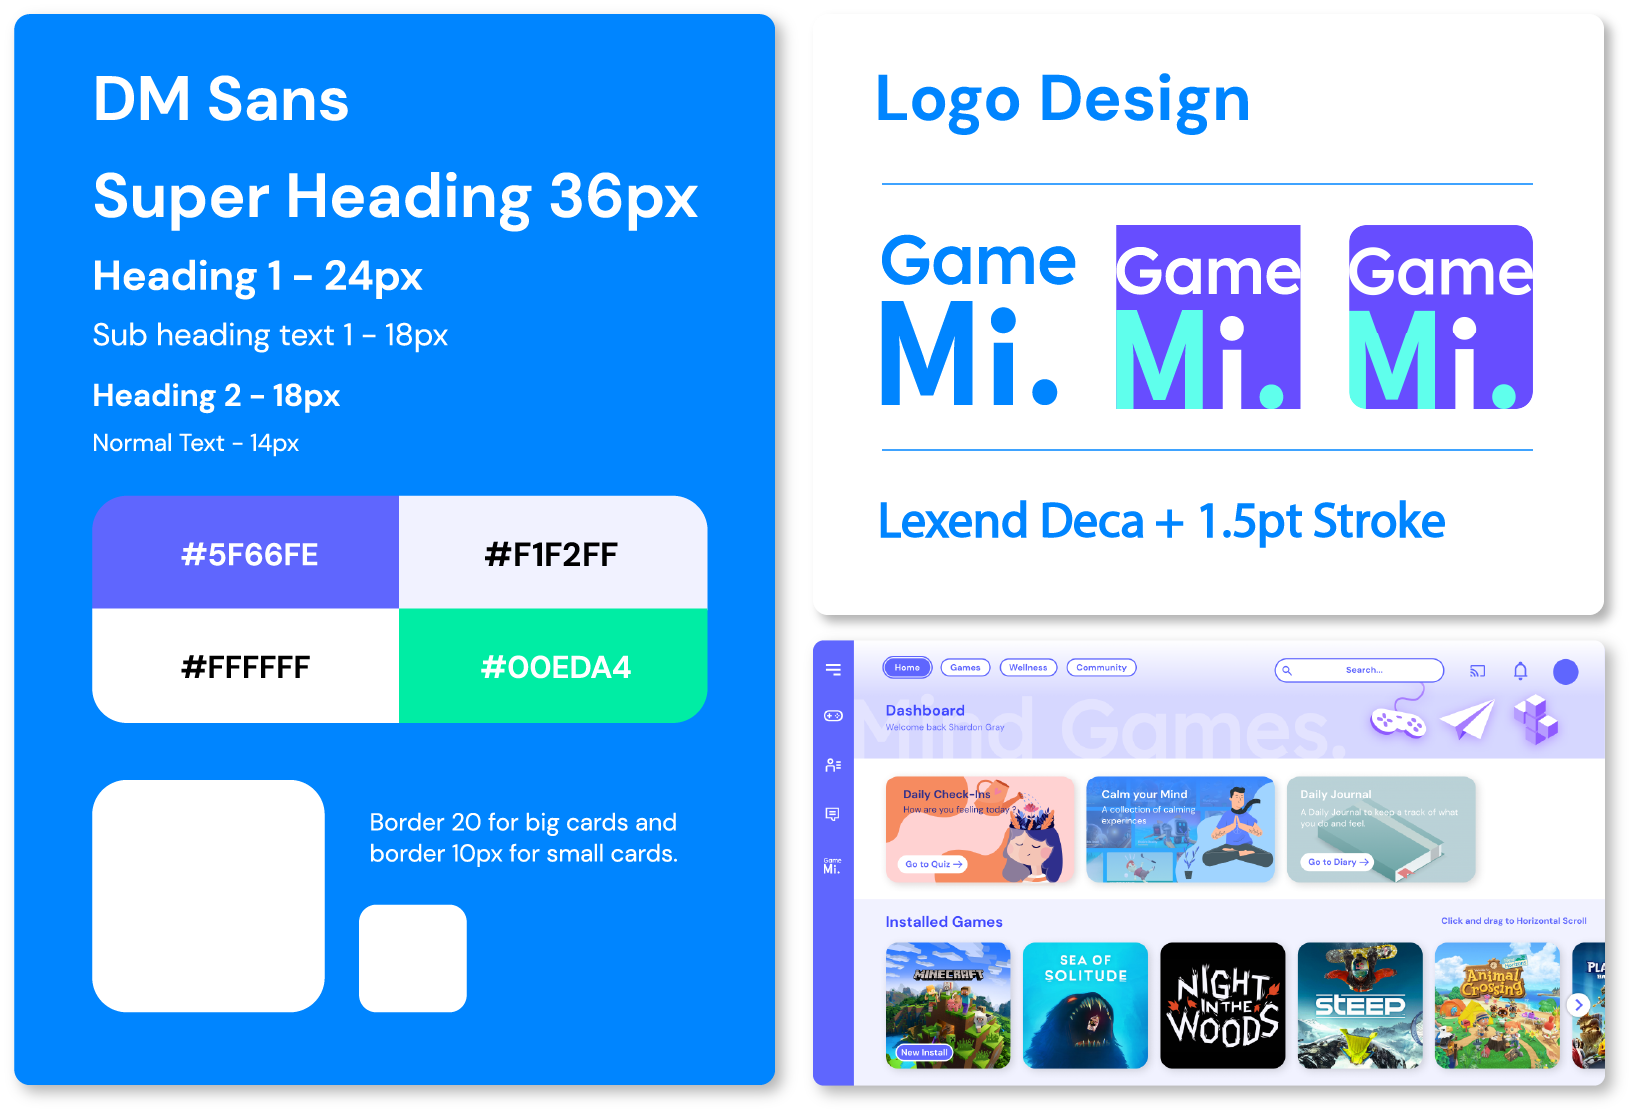 DM Sans
Super Heading 36px
Heading 1 - 24px
Sub heading text 1 - 18px
Heading 2 - 18px
Normal Text - 14px
#5F66FE
#F1F2FF
#FFFFFF
#00EDA4
Border 20 for big cards and
border 10px for small cards.
Logo Design
Game
Mi.
Game
Mi.
Game
Mi.
Lexend Deca + 1.5pt Stroke
Home
Games
Wellness
Community
Search...
Mind Games.
Dashboard
Welcome back Shardon Gray
Daily Check-Ins
How are you feeling today?
Go to Quiz →
Calm your Mind
A collection of calming
experinces
Daily Journal
A Daily Journal to keep a track of what
you do and feel.
Go to Diary →
Game
Mi.
Installed Games
Click and drag to Horizontal Scroll
MINECRAFT
New Install
SEA OF
SOLITUDE
NIGHT
IN THE
WOODS
STEEP
Animal
Crossing